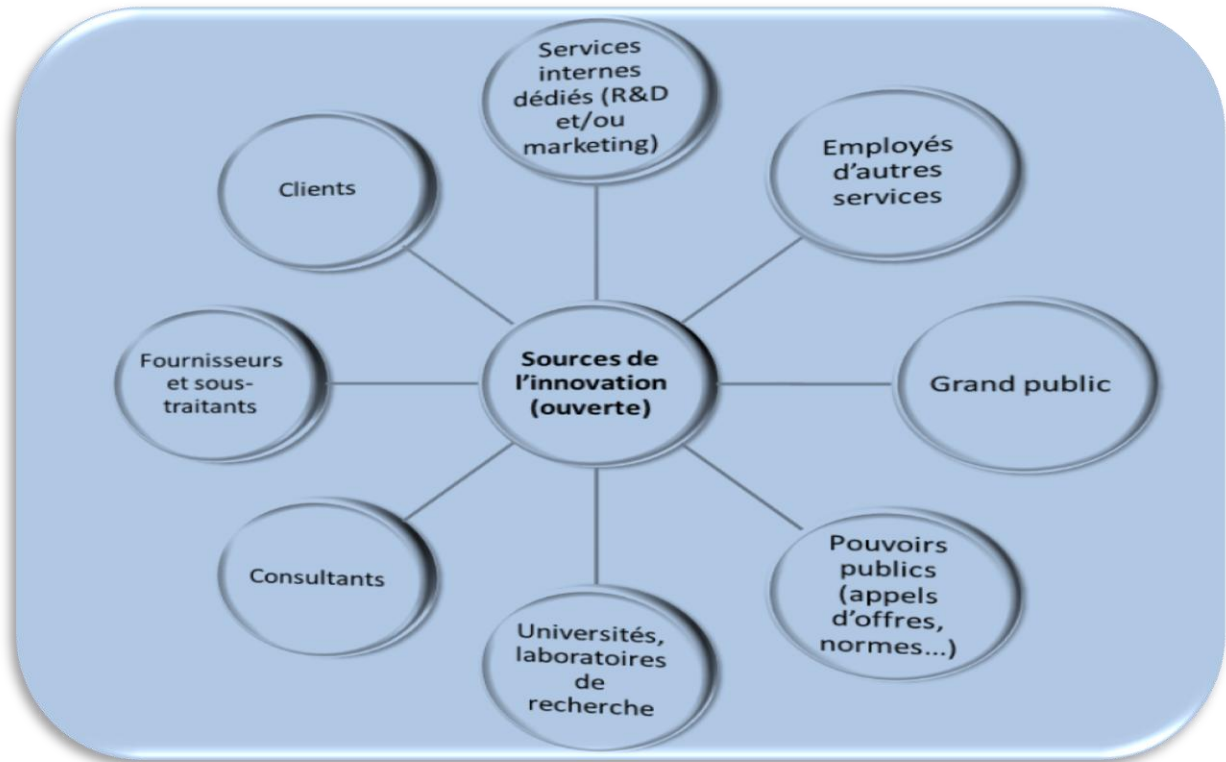 Services
internes
dédiés (R&D
et/ou
marketing)
Employés
d'autres
services
Clients
Fournisseurs
et sous-
traitants
Sources de
l'innovation
(ouverte)
Grand public
Consultants
Universités,
laboratoires
de
recherche
Pouvoirs
publics
(appels
d'offres,
normes...)